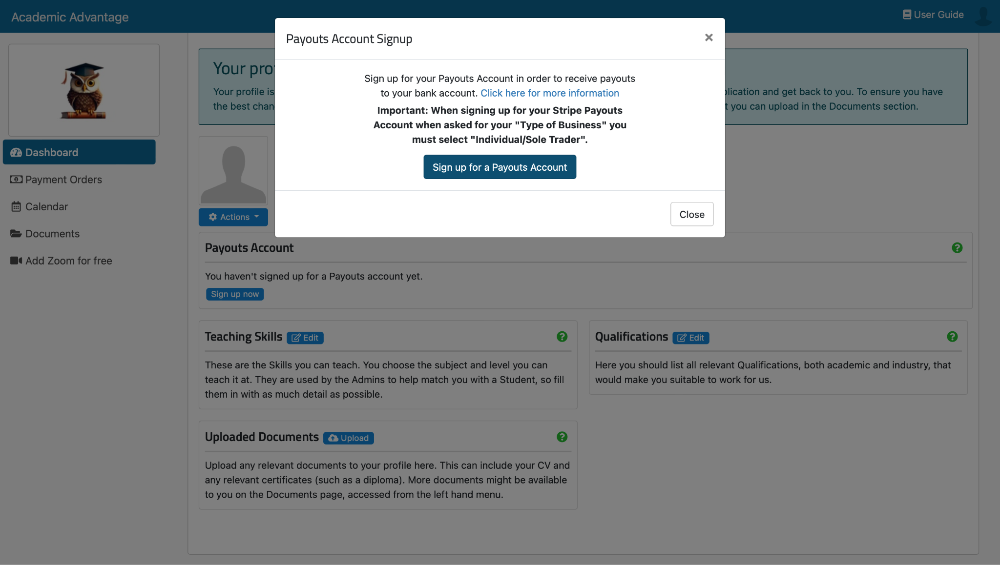 Academic Advantage
User Guide
Payouts Account Signup
×
Sign up for your Payouts Account in order to receive payouts
to your bank account. Click here for more information
Important: When signing up for your Stripe Payouts
Account when asked for your "Type of Business" you
must select "Individual/Sole Trader".
Sign up for a Payouts Account
Close
Your
Your profile is
plication and get back to you. To ensure you have
the best
t you can upload in the Documents section.
Dashboard
Payment Orders
Calendar
Documents
Add Zoom for free
Actions
Payouts Account
?
You haven't signed up for a Payouts account yet.
Sign up now
Teaching Skills Edit
?
These are the Skills you can teach. You choose the subject and level you can
teach it at. They are used by the Admins to help match you with a Student, so fill
them in with as much detail as possible.
Qualifications Edit
?
Here you should list all relevant Qualifications, both academic and industry, that
would make you suitable to work for us.
Uploaded Documents Upload
?
Upload any relevant documents to your profile here. This can include your CV and
any relevant certificates (such as a diploma). More documents might be available
to you on the Documents page, accessed from the left hand menu.